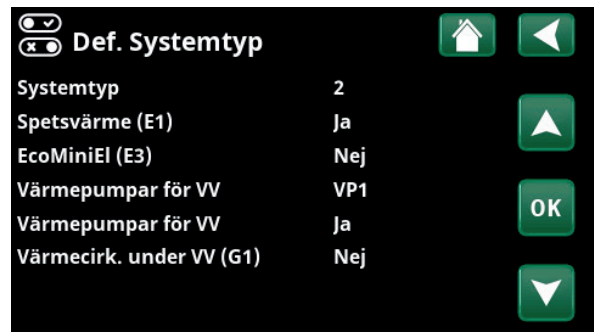 Def. Systemtyp
Systemtyp 2
Spetsvärme (E1) Ja
EcoMiniEl (E3) Nej
Värmepumpar för VV VP1
Värmepumpar för VV Ja
OK
Värmecirk. under VV (G1) Nej